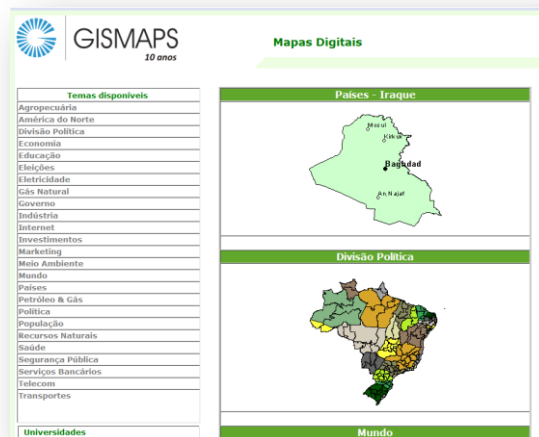 GISMAPS
10 anos
Mapas Digitais
Temas disponíveis
Agropecuária
América do Norte
Divisão Política
Economia
Educação
Eleições
Eletricidade
Gás Natural
Governo
Indústria
Internet
Investimentos
Marketing
Meio Ambiente
Mundo
Países
Petróleo & Gás
Política
População
Recursos Naturais
Saúde
Segurança Pública
Serviços Bancários
Telecom
Transportes
Universidades
Países - Iraque
Mosul
Kirkuk
Baghdad
An Najaf
Divisão Política
Mundo